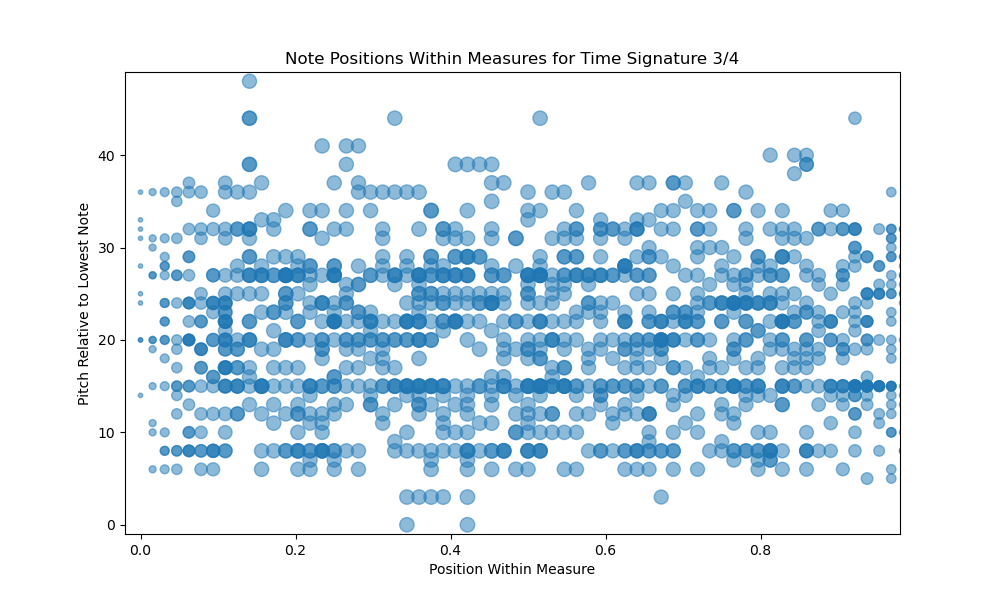 Note Positions Within Measures for Time Signature 3/4
40
30
20
10
0
Pitch Relative to Lowest Note
0.0 0.2 0.4 0.6 0.8
Position Within Measure